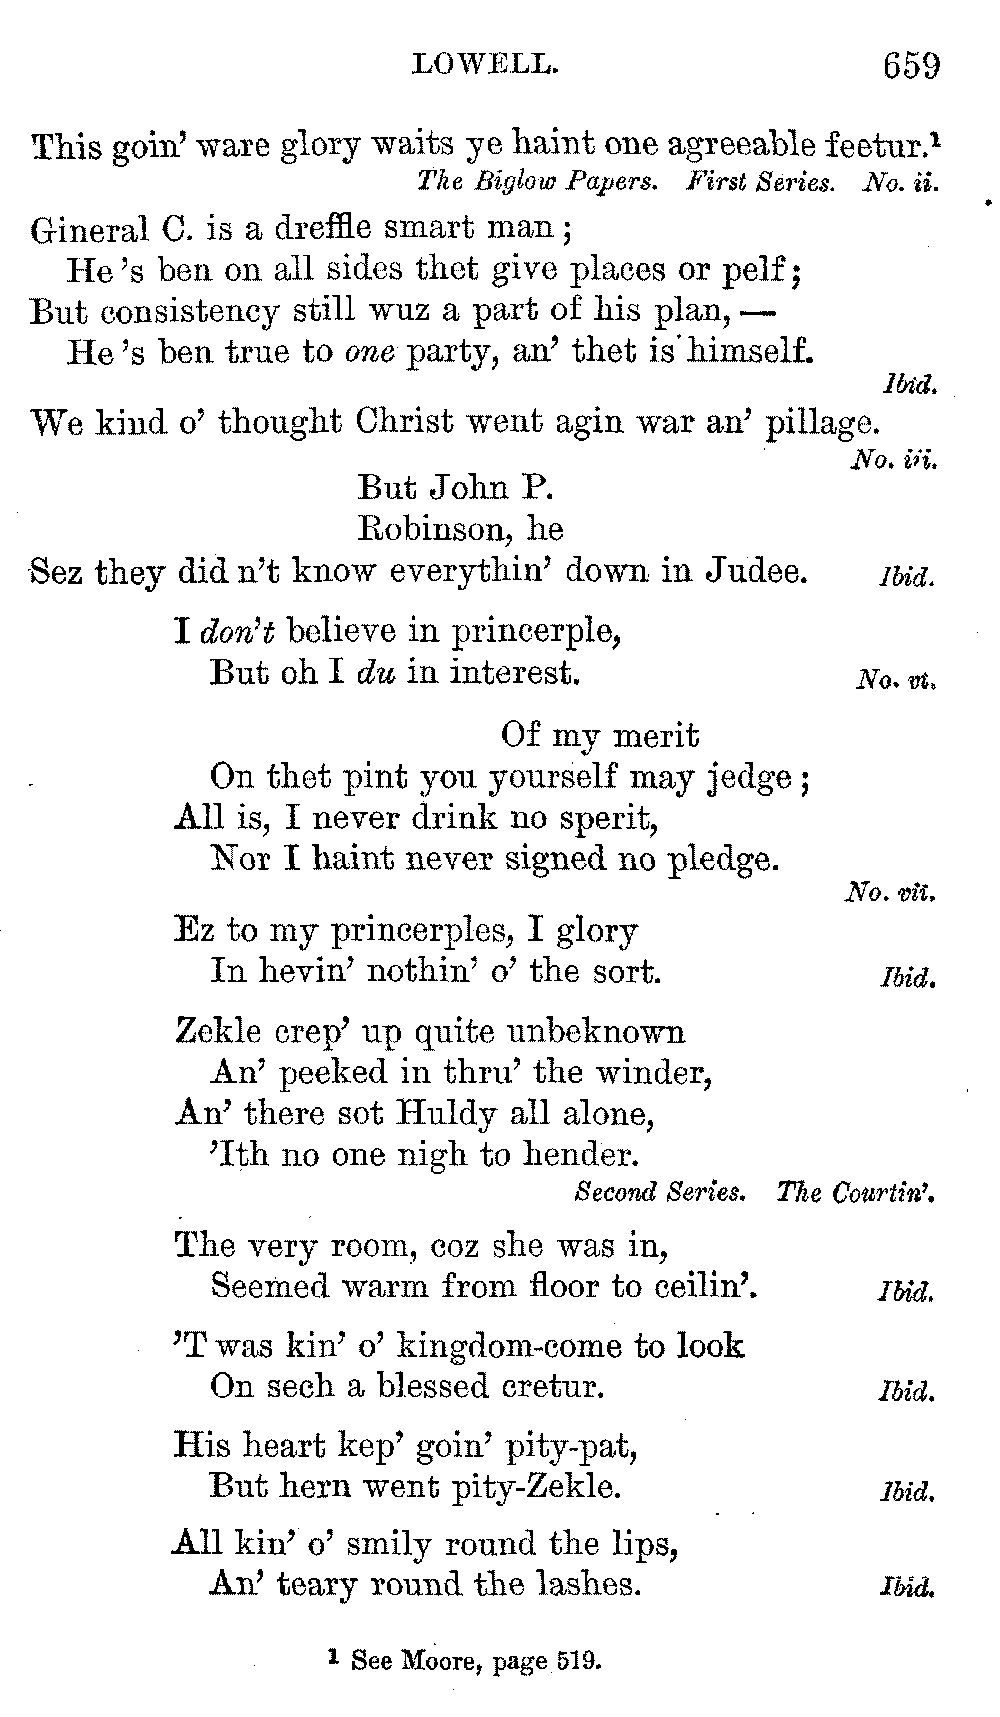 LOWELL. 659
This goin' ware glory waits ye haint one agreeable feetur.¹
The Biglow Papers. First Series. No. ii.
Gineral C. is a dreffle smart man;
He's ben on all sides thet give places or pelf;
But consistency still wuz a part of his plan, —
He's ben true to one party, an' thet is himself.
Ibid.
We kind o' thought Christ went agin war an' pillage.
No. iii.
But John P.
Robinson, he
Sez they did n't know everythin' down in Judee. Ibid.
I don't believe in princerple,
But oh I du in interest. No. vi.
Of my merit
On thet pint you yourself may jedge;
All is, I never drink no sperit,
Nor I haint never signed no pledge.
No. vii.
Ez to my princerples, I glory
In hevin' nothin' o' the sort. Ibid.
Zekle crep' up quite unbeknown
An' peeked in thru' the winder,
An' there sot Huldy all alone,
'Ith no one nigh to hender.
Second Series. The Courtin'.
The very room, coz she was in,
Seemed warm from floor to ceilin'. Ibid.
'T was kin' o' kingdom-come to look
On sech a blessed cretur. Ibid.
His heart kep' goin' pity-pat,
But hern went pity-Zekle. Ibid.
All kin' o' smily round the lips,
An' teary round the lashes. Ibid.
¹ See Moore, page 519.